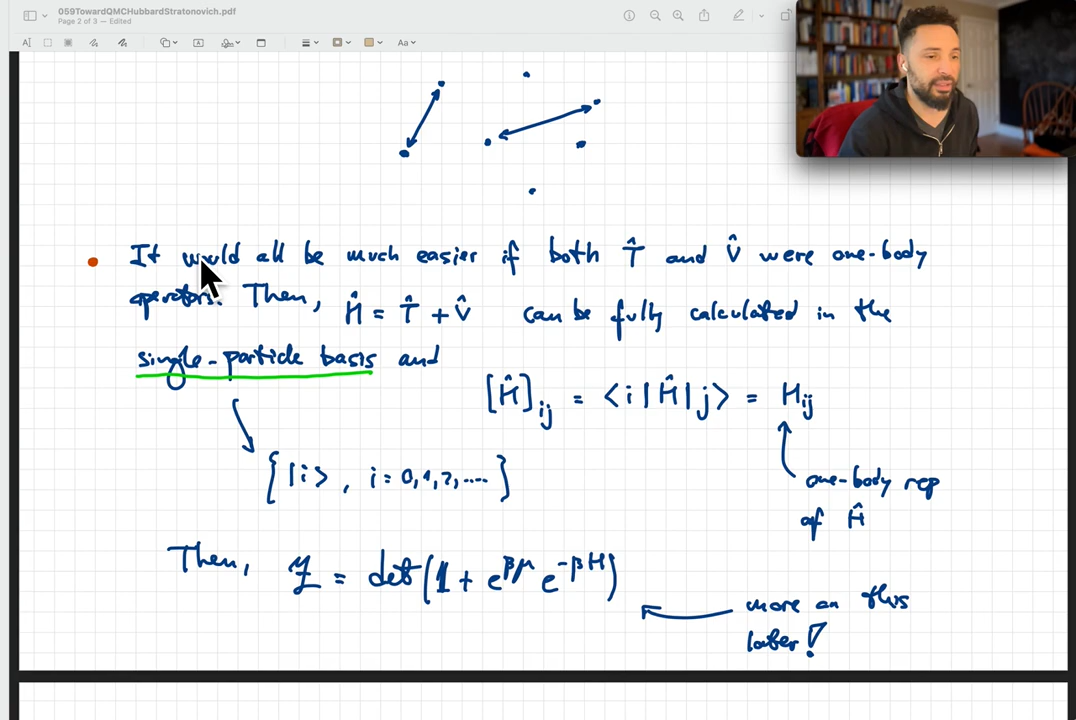 059TowardQMCHubbardStratonovich.pdf
Page 2 of 3 — Edited
Aa
It would all be much easier if both T̂ and V̂ were one-body
operators. Then, Ĥ = T̂ + V̂ can be fully calculated in the
single-particle basis and
[Ĥ]ij = <i|Ĥ|j> = Hij
{|i>, i = 0,1,2,....}
one-body rep
of Ĥ
Then, Z = det(1 + e^βμ e^-βH)
more on this
later!